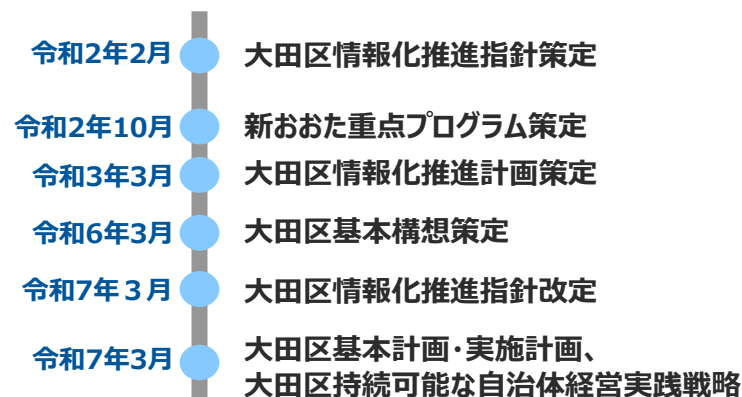 令和2年2月 大田区情報化推進指針策定
令和2年10月 新おおた重点プログラム策定
令和3年3月 大田区情報化推進計画策定
令和6年3月 大田区基本構想策定
令和7年３月 大田区情報化推進指針改定
令和7年3月 大田区基本計画・実施計画、
大田区持続可能な自治体経営実践戦略